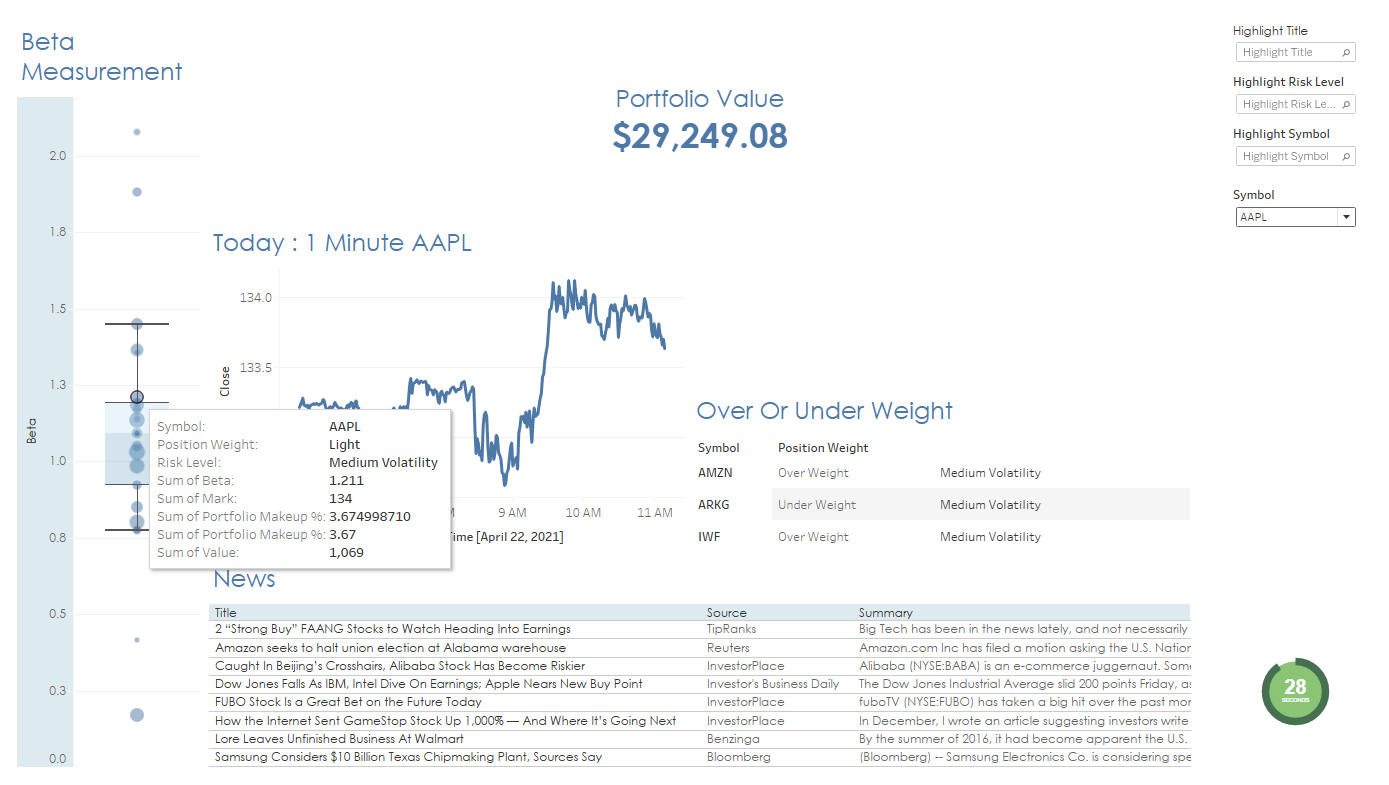 Beta
Measurement
Portfolio Value
$29,249.08
Highlight Title
Highlight Title
Highlight Risk Level
Highlight Risk Le...
Highlight Symbol
Highlight Symbol
Symbol
AAPL
Beta
2.0
1.8
1.5
1.3
1.0
0.8
0.5
0.3
0.0
Today : 1 Minute AAPL
Close
134.0
133.5
9 AM 10 AM 11 AM
Time [April 22, 2021]
Symbol: AAPL
Position Weight: Light
Risk Level: Medium Volatility
Sum of Beta: 1.211
Sum of Mark: 134
Sum of Portfolio Makeup %: 3.674998710
Sum of Portfolio Makeup %: 3.67
Sum of Value: 1,069
Over Or Under Weight
Symbol Position Weight
AMZN Over Weight Medium Volatility
ARKG Under Weight Medium Volatility
IWF Over Weight Medium Volatility
News
Title Source Summary
2 “Strong Buy” FAANG Stocks to Watch Heading Into Earnings TipRanks Big Tech has been in the news lately, and not necessarily
Amazon seeks to halt union election at Alabama warehouse Reuters Amazon.com Inc has filed a motion asking the U.S. Nation
Caught In Beijing’s Crosshairs, Alibaba Stock Has Become Riskier InvestorPlace Alibaba (NYSE:BABA) is an e-commerce juggernaut. Some
Dow Jones Falls As IBM, Intel Dive On Earnings; Apple Nears New Buy Point Investor's Business Daily The Dow Jones Industrial Average slid 200 points Friday, as
FUBO Stock Is a Great Bet on the Future Today InvestorPlace fuboTV (NYSE:FUBO) has taken a big hit over the past mon
How the Internet Sent GameStop Stock Up 1,000% — And Where It’s Going Next InvestorPlace In December, I wrote an article suggesting investors write
Lore Leaves Unfinished Business At Walmart Benzinga By the summer of 2016, it had become apparent the U.S.
Samsung Considers $10 Billion Texas Chipmaking Plant, Sources Say Bloomberg (Bloomberg) -- Samsung Electronics Co. is considering spe
28
SECONDS